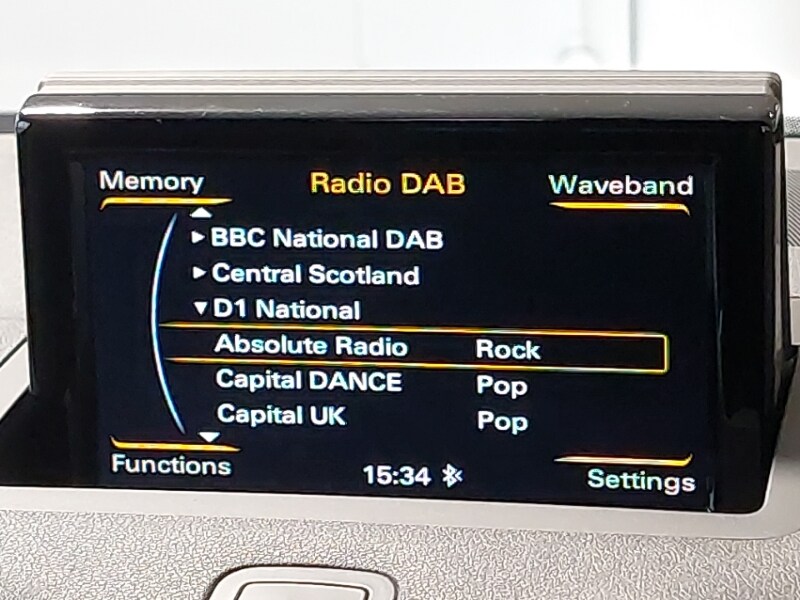 Memory Radio DAB Waveband
BBC National DAB
Central Scotland
D1 National
Absolute Radio Rock
Capital DANCE Pop
Capital UK Pop
Functions 15:34 Settings